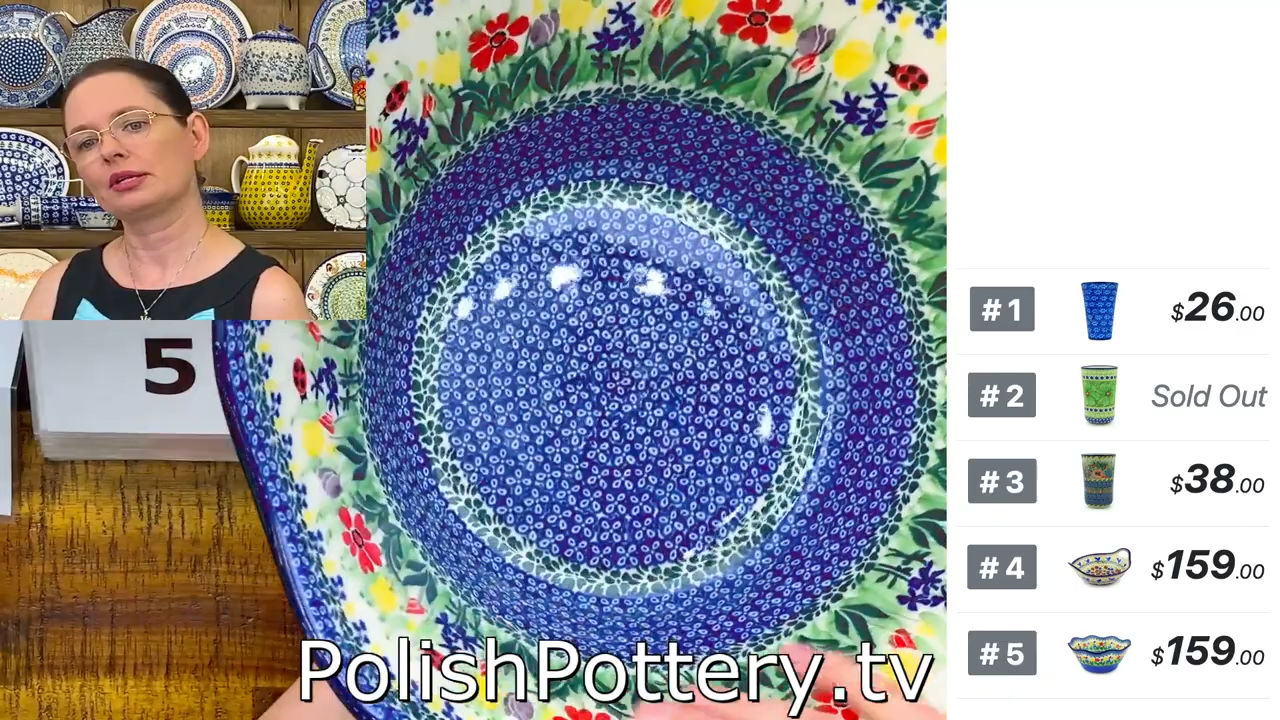 5
PolishPottery.tv
#1 $26.00
#2 Sold Out
#3 $38.00
#4 $159.00
#5 $159.00